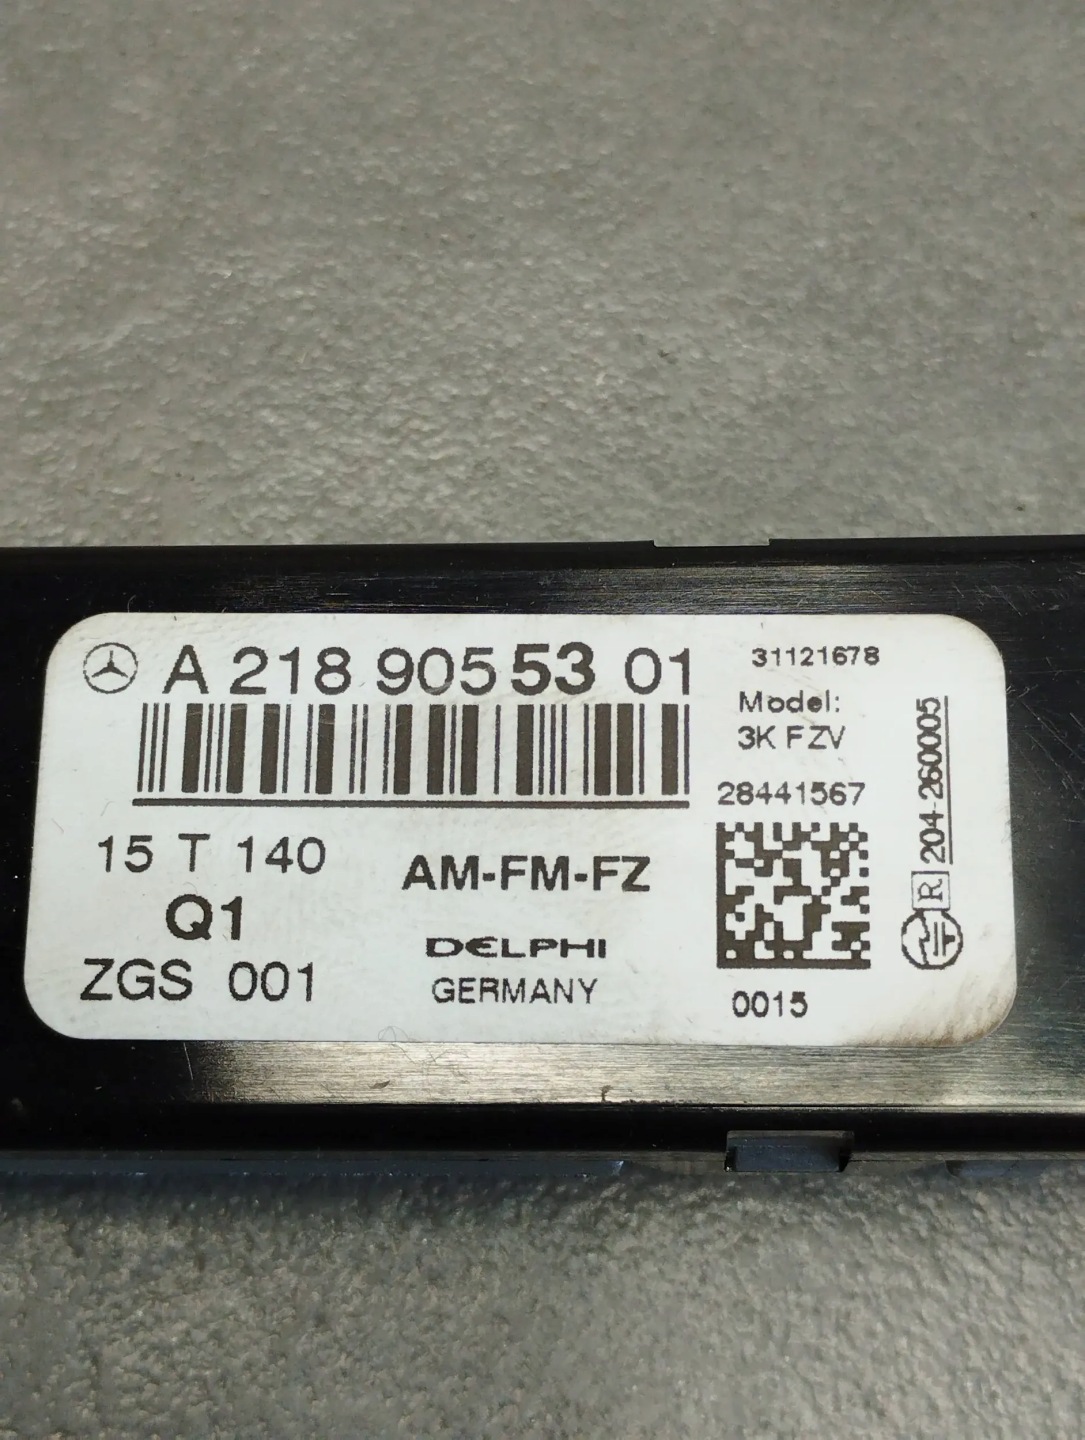 A 218 905 53 01
15 T 140
Q1
ZGS 001
AM-FM-FZ
DELPHI
GERMANY
31121678
Model:
3K FZV
28441567
0015
R 204-260005